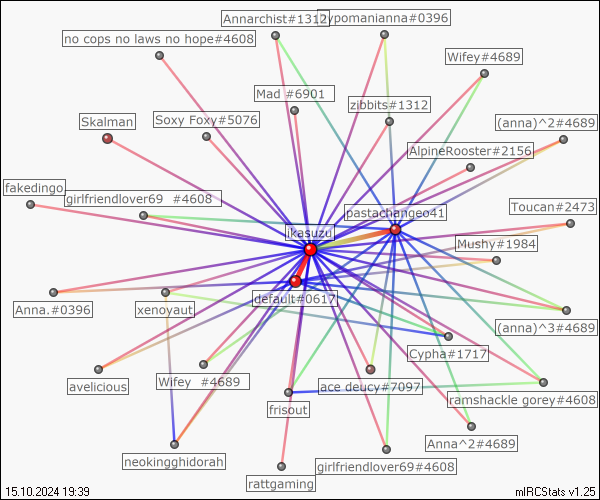 Annarchist#1312
hypomanianna#0396
no cops no laws no hope#4608
Wifey#4689
Mad #6901
zibbits#1312
Skalman
Soxy Foxy#5076
(anna)^2#4689
AlpineRooster#2156
fakedingo
girlfriendlover69 #4608
pastachangeo41
Toucan#2473
ikasuzu
Mushy#1984
default#0617
Anna.#0396
xenoyaut
(anna)^3#4689
Cypha#1717
avelicious
Wifey #4689
ace deucy#7097
frisout
ramshackle gorey#4608
Anna^2#4689
neokingghidorah
girlfriendlover69#4608
rattgaming
15.10.2024 19:39
mIRCStats v1.25